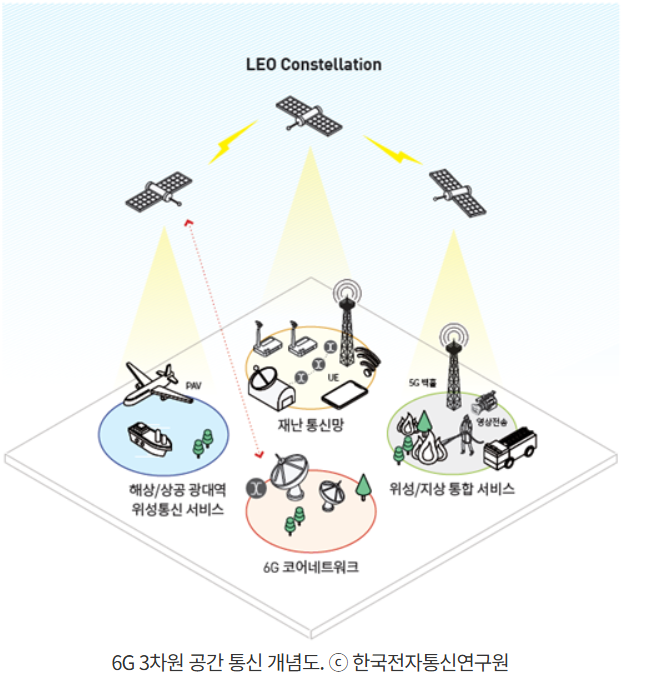 LEO Constellation
PAV
UE
5G 백홀
영상전송
재난 통신망
해상/상공 광대역
위성통신 서비스
위성/지상 통합 서비스
6G 코어네트워크
6G 3차원 공간 통신 개념도. ⓒ 한국전자통신연구원